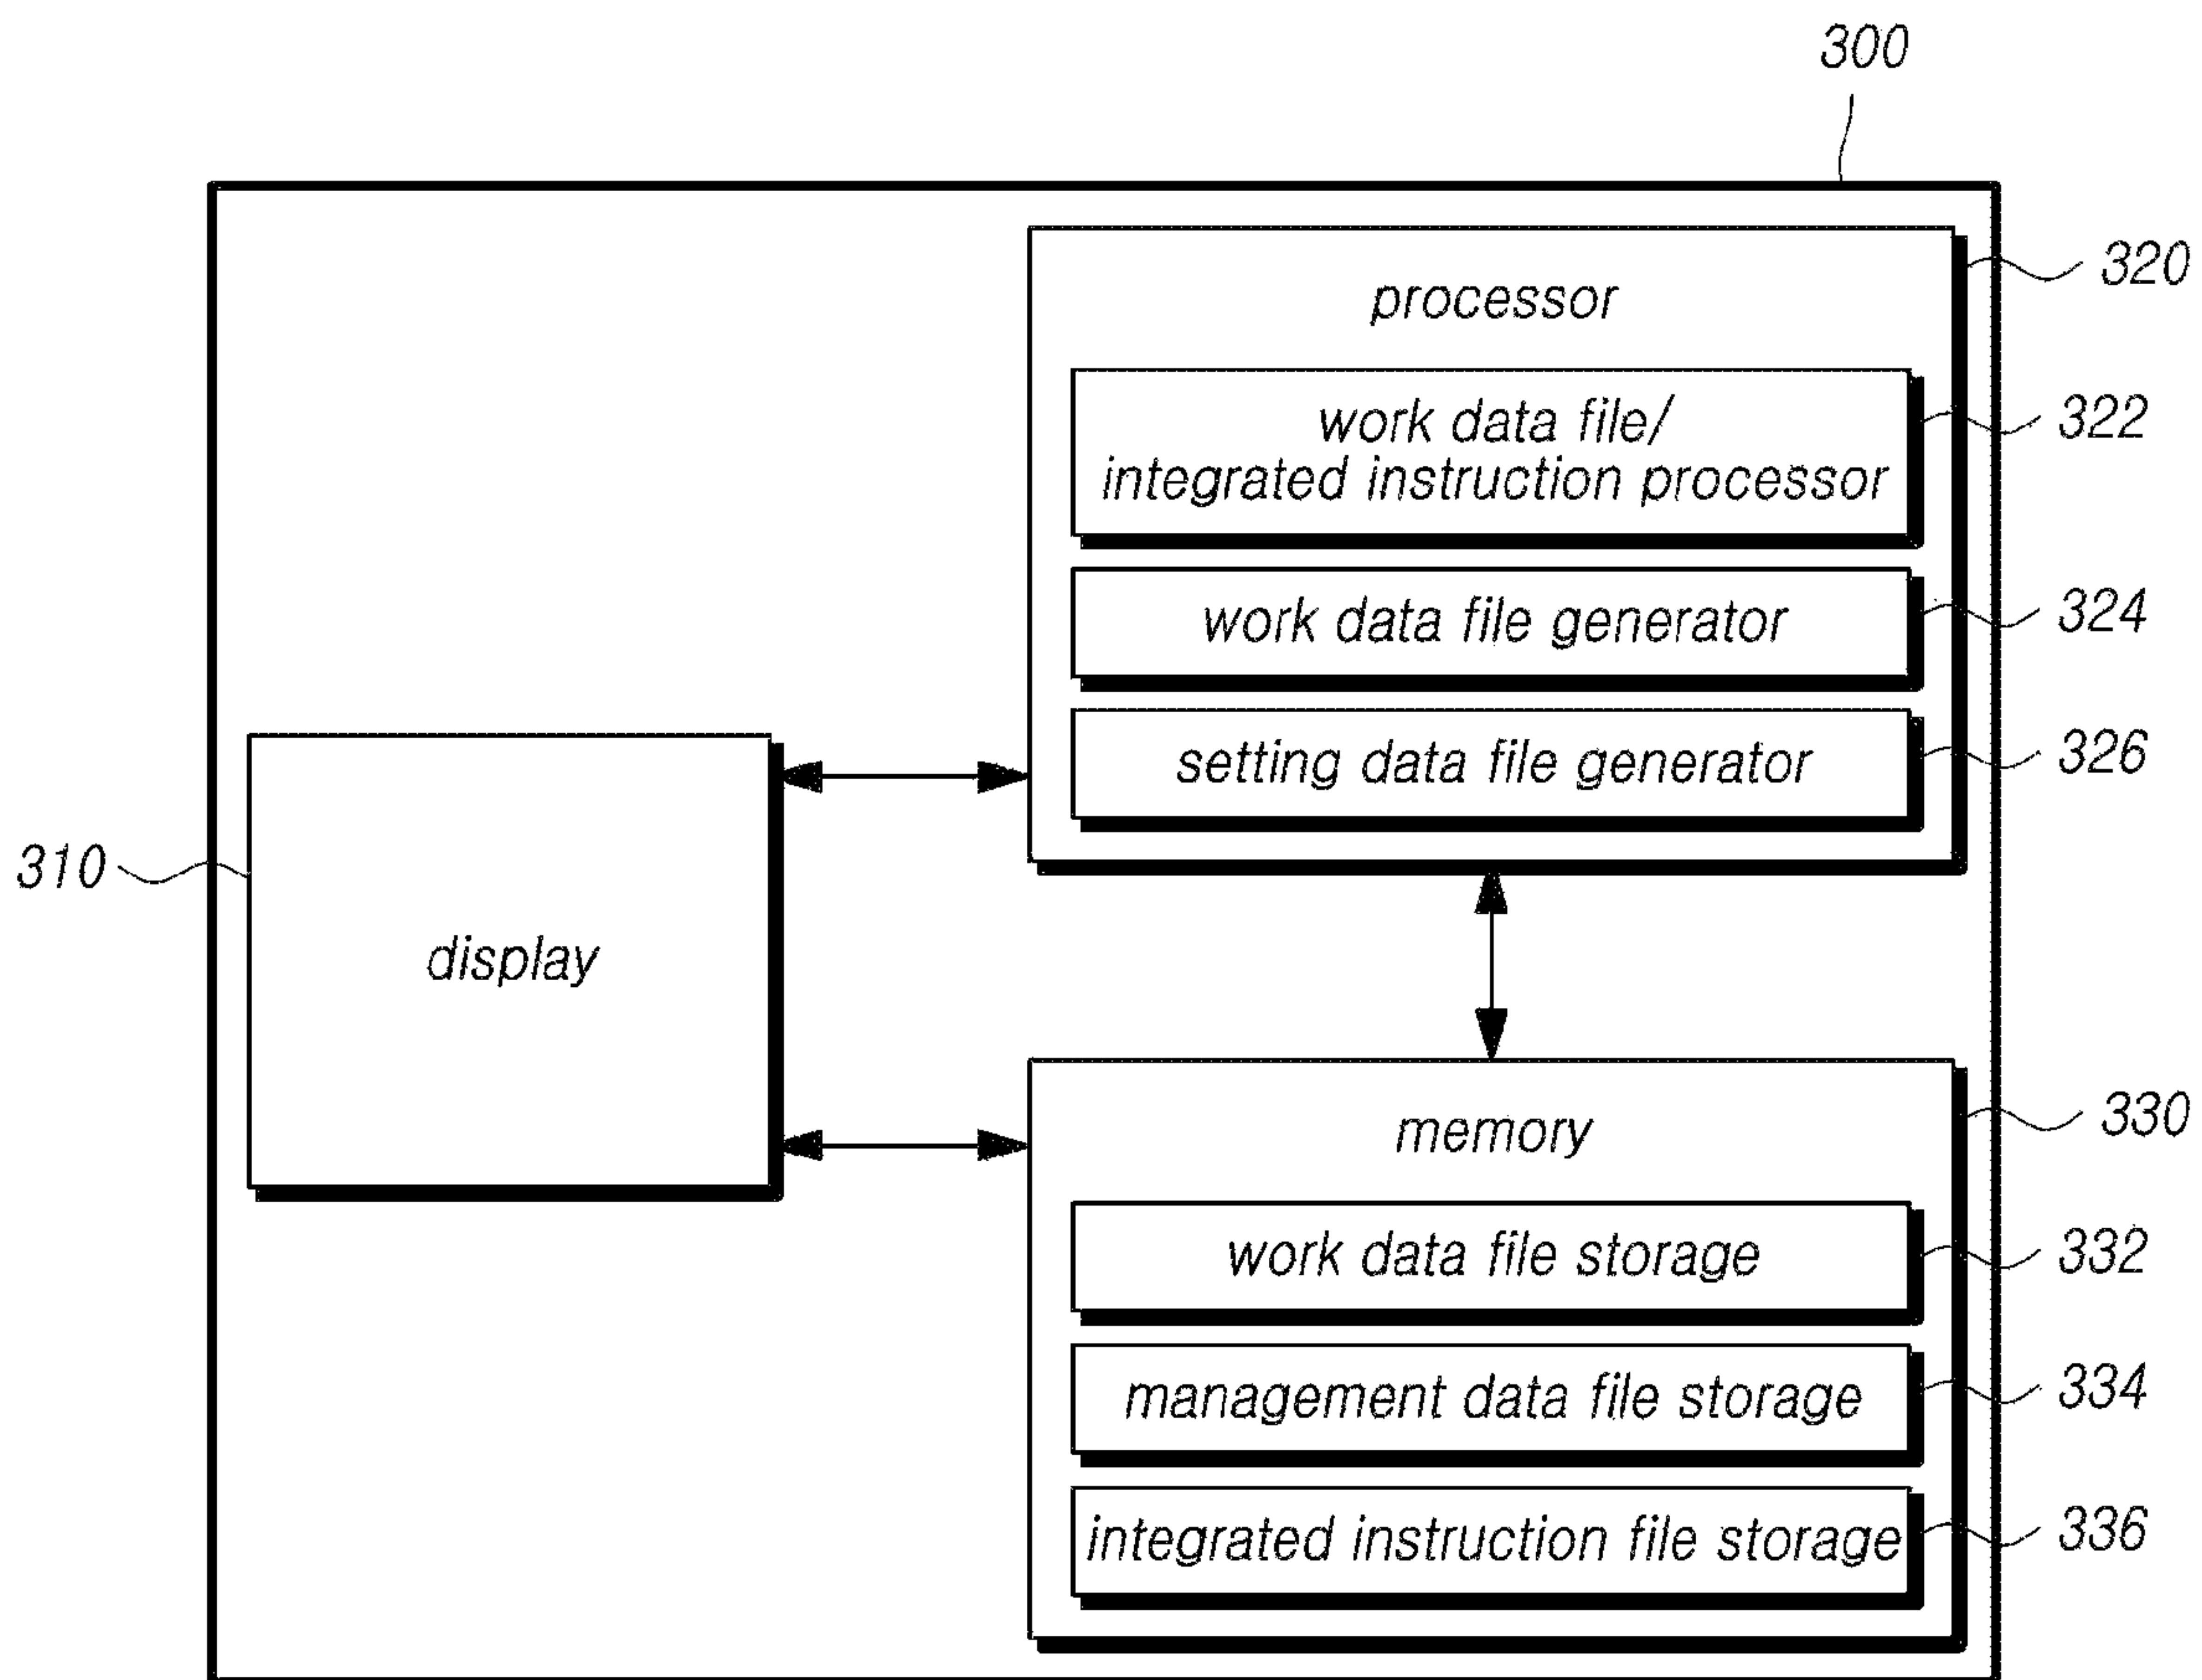 300
processor
320
work data file/
integrated instruction processor
322
work data file generator
324
setting data file generator
326
310
display
memory
330
work data file storage
332
management data file storage
334
integrated instruction file storage
336